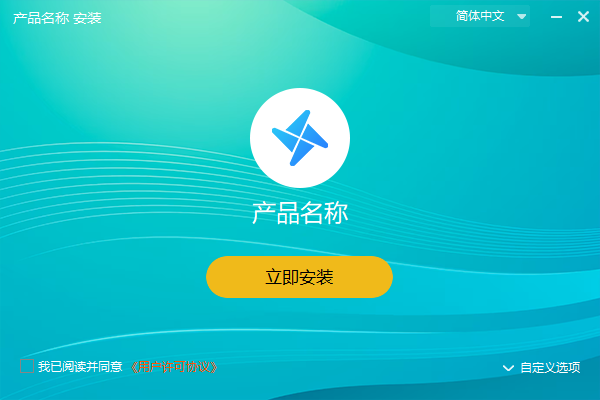 产品名称 安装
简体中文
产品名称
立即安装
我已阅读并同意 《用户许可协议》
自定义选项